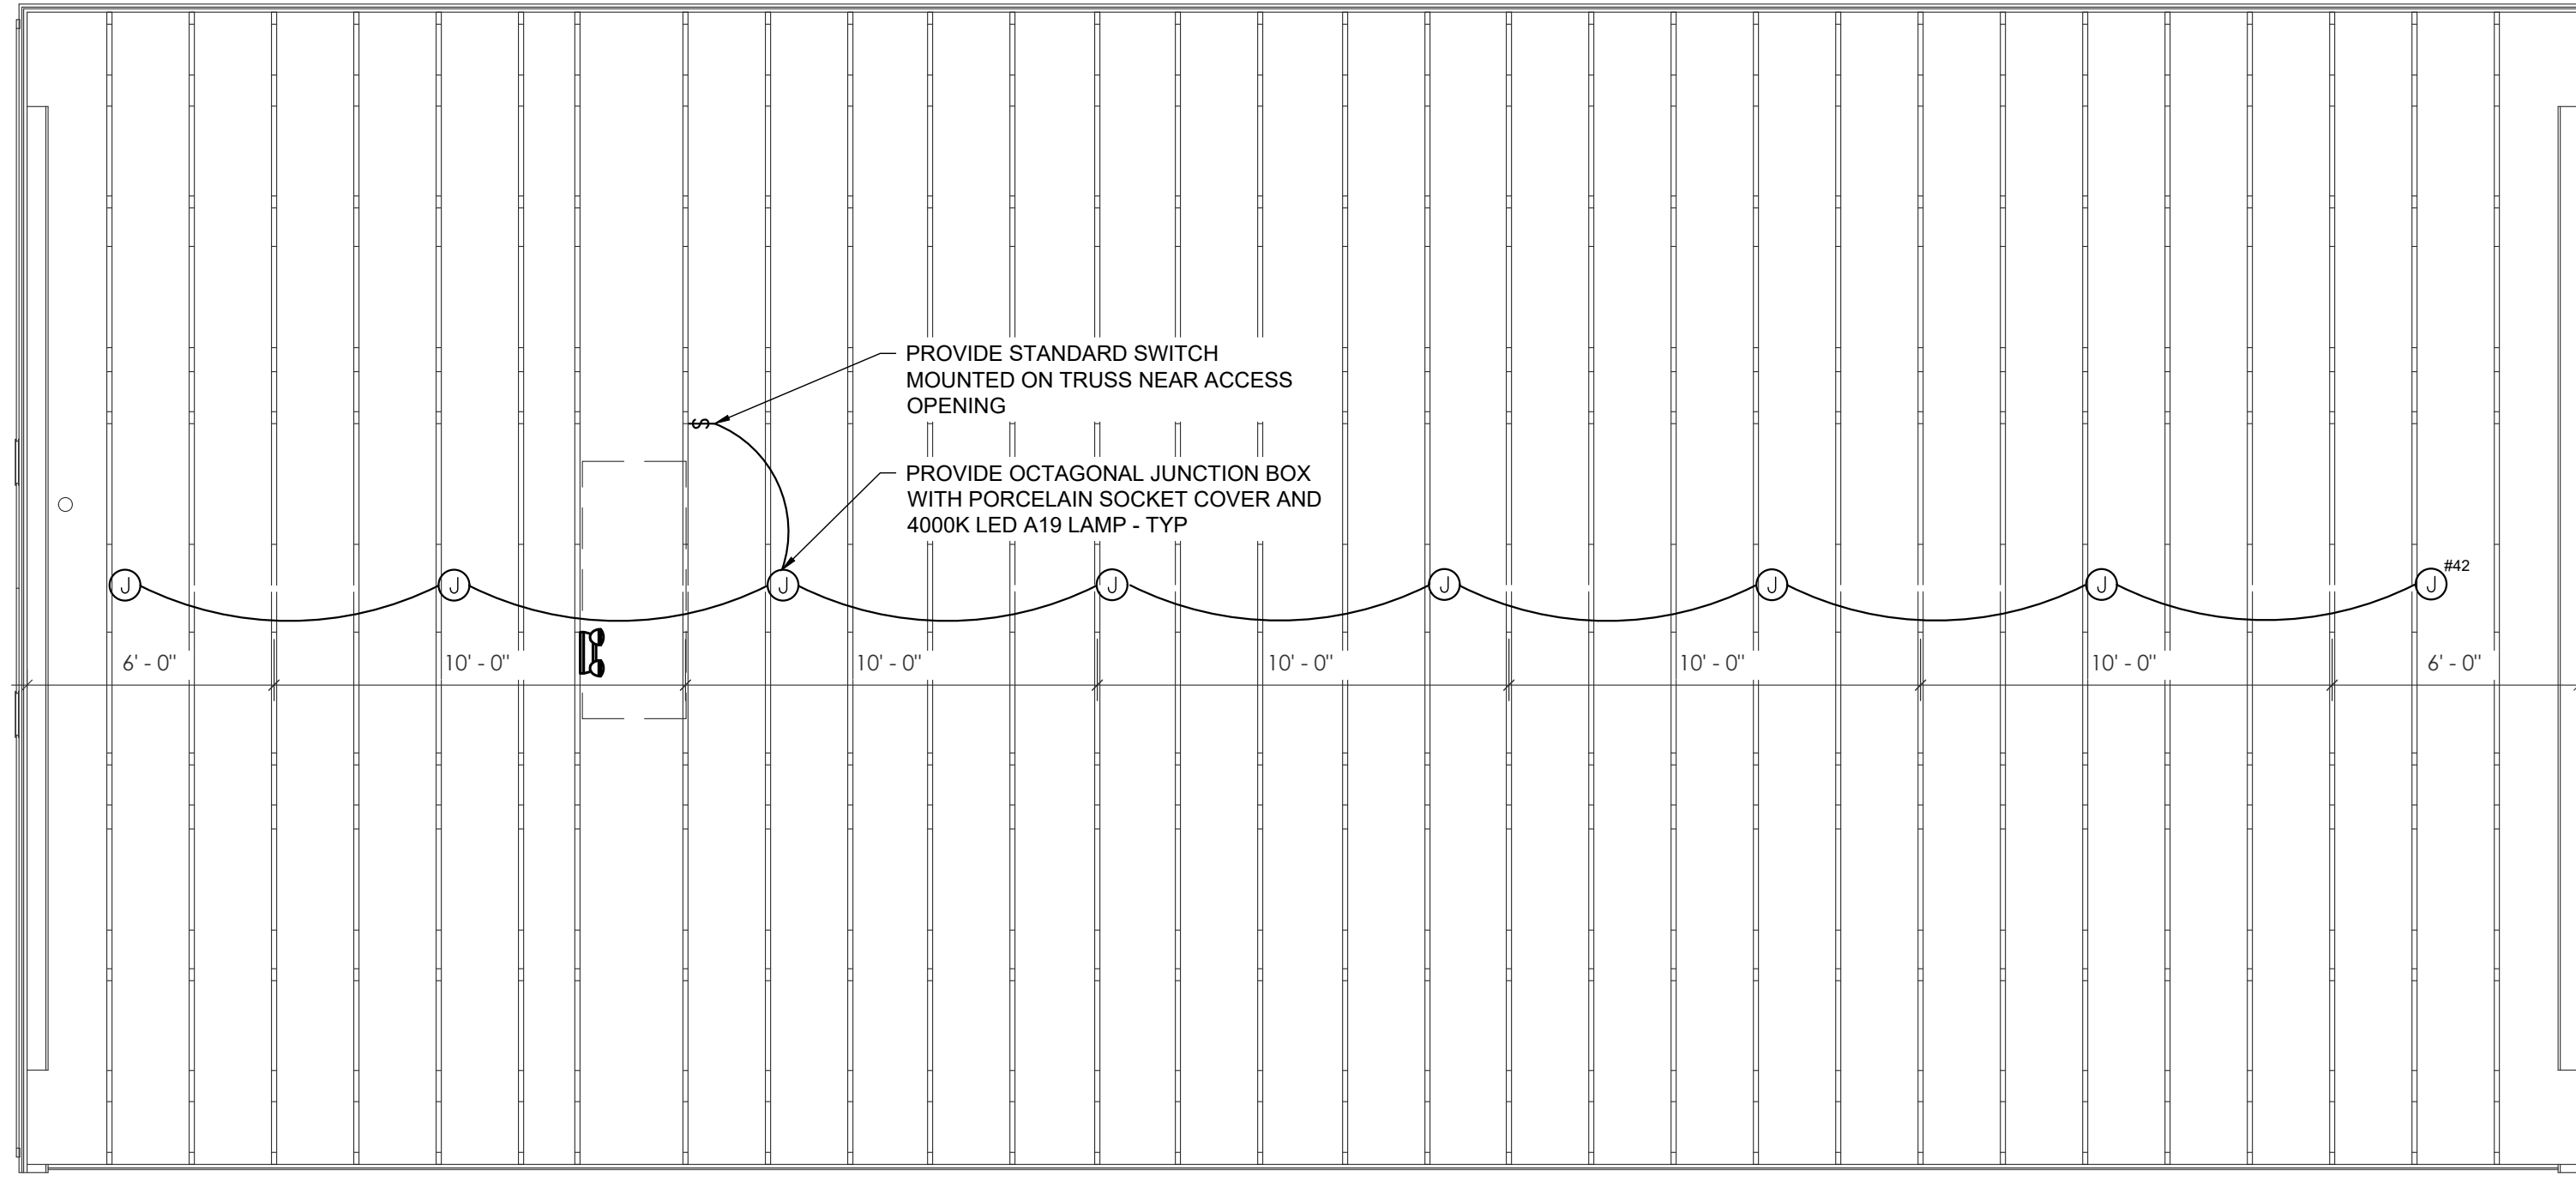 PROVIDE STANDARD SWITCH
MOUNTED ON TRUSS NEAR ACCESS
OPENING
S
PROVIDE OCTAGONAL JUNCTION BOX
WITH PORCELAIN SOCKET COVER AND
4000K LED A19 LAMP - TYP
J
J
J
J
J
J
J
J
#42
6' - 0"
10' - 0"
10' - 0"
10' - 0"
10' - 0"
10' - 0"
6' - 0"